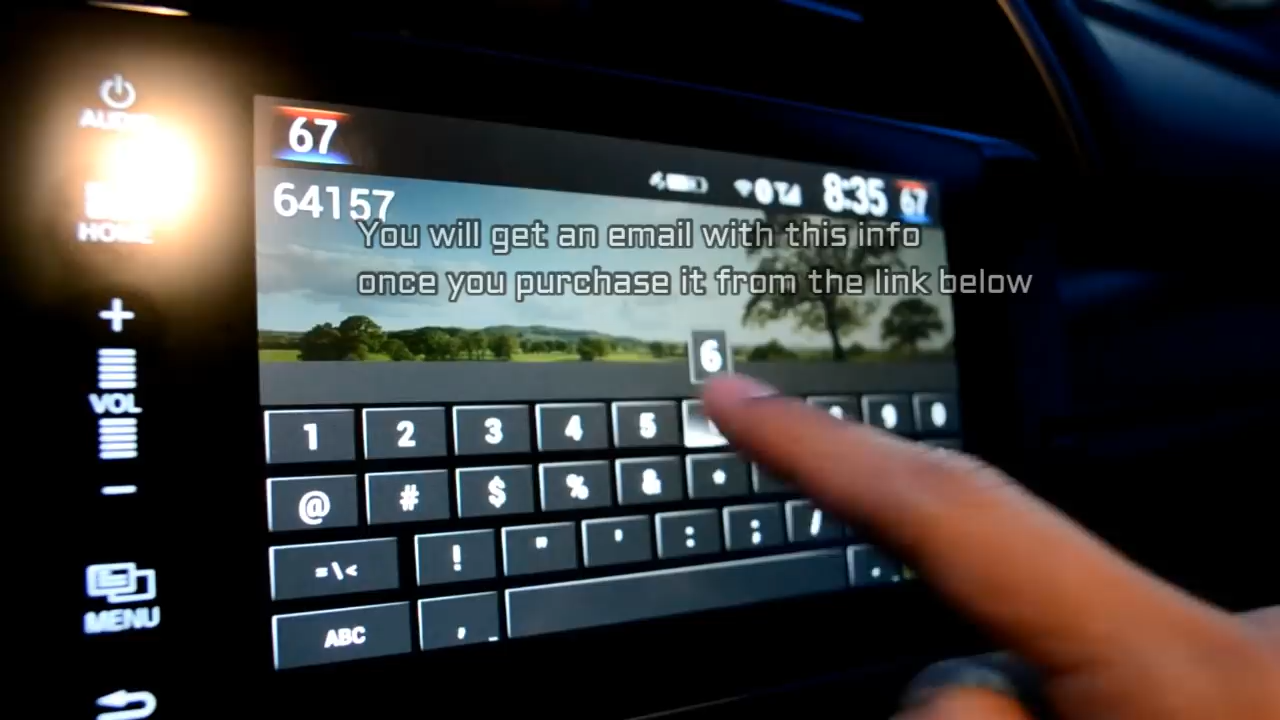 AUDIO
67
8:35 67
64157
HOME
You will get an email with this info
once you purchase it from the link below
+
6
VOL
1 2 3 4 5 9 0
@ # $ % & *
-
=\< ! " ' : ; /
MENU
ABC , .